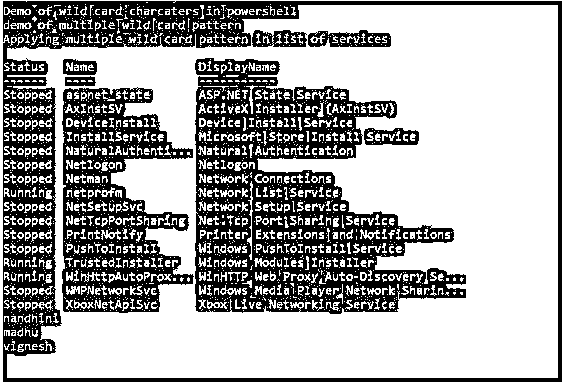 Demo of wild card charcaters in powershell
demo of multiple wild card pattern
Applying multiple wild card pattern in list of services
Status Name DisplayName
------ ---- -----------
Stopped aspnet_state ASP.NET State Service
Stopped AxInstSV ActiveX Installer (AxInstSV)
Stopped DeviceInstall Device Install Service
Stopped InstallService Microsoft Store Install Service
Stopped NaturalAuthenti... Natural Authentication
Stopped Netlogon Netlogon
Stopped Netman Network Connections
Running netprofm Network List Service
Stopped NetSetupSvc Network Setup Service
Stopped NetTcpPortSharing Net.Tcp Port Sharing Service
Stopped PrintNotify Printer Extensions and Notifications
Stopped PushToInstall Windows PushToInstall Service
Running TrustedInstaller Windows Modules Installer
Running WinHttpAutoProx... WinHTTP Web Proxy Auto-Discovery Se...
Stopped WMPNetworkSvc Windows Media Player Network Sharin...
Stopped XboxNetApiSvc Xbox Live Networking Service
nandhini
madhu
vignesh